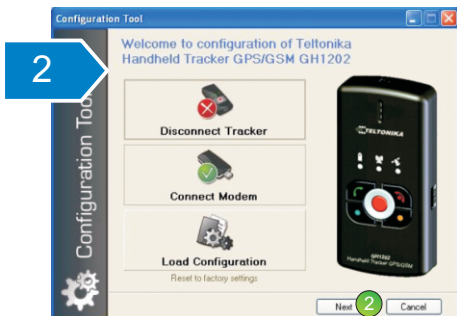 Configuration Tool
2
Welcome to configuration of Teltonika
Handheld Tracker GPS/GSM GH1202
Configuration Tool
Disconnect Tracker
Connect Modem
Load Configuration
Reset to factory settings
TELTONIKA
GH1202
Handheld Tracker GPS/GSM
Next
2
Cancel